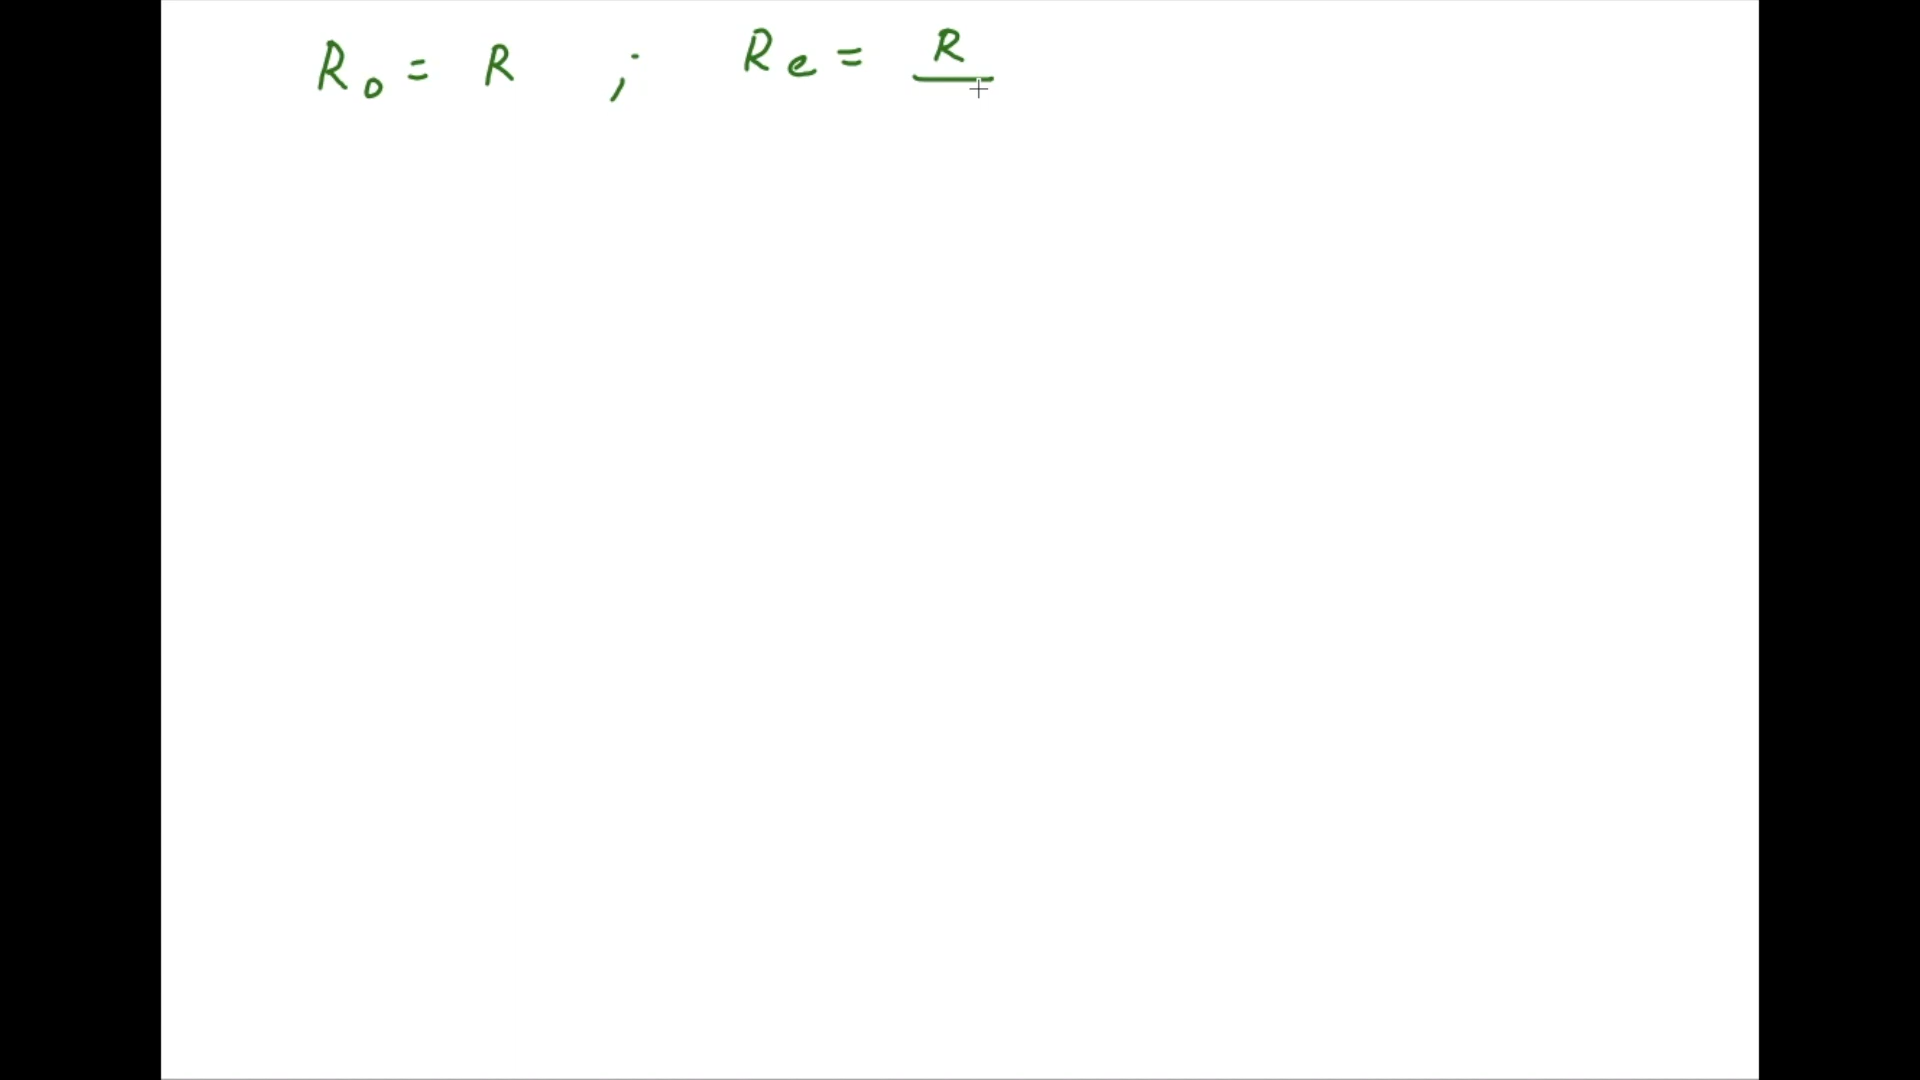 R₀ = R ; Rₑ = R/